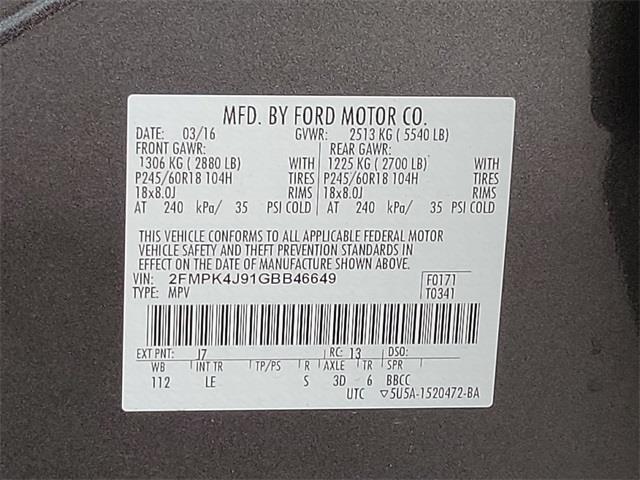 MFD. BY FORD MOTOR CO.
DATE: 03/16 GVWR: 2513 KG ( 5540 LB)
FRONT GAWR: REAR GAWR:
1306 KG ( 2880 LB) WITH 1225 KG ( 2700 LB) WITH
P245/60R18 104H TIRES P245/60R18 104H TIRES
18x8.0J RIMS 18x8.0J RIMS
AT 240 kPa/ 35 PSI COLD AT 240 kPa/ 35 PSI COLD
THIS VEHICLE CONFORMS TO ALL APPLICABLE FEDERAL MOTOR
VEHICLE SAFETY AND THEFT PREVENTION STANDARDS IN
EFFECT ON THE DATE OF MANUFACTURE SHOWN ABOVE.
VIN: 2FMPK4J91GBB46649 F0171
TYPE: MPV T0341
EXT PNT: J7 RC: 13 DSO:
WB INT TR TP/PS R AXLE TR SPR
112 LE S 3D 6 BBCC
UTC ▽5U5A-1520472-BA